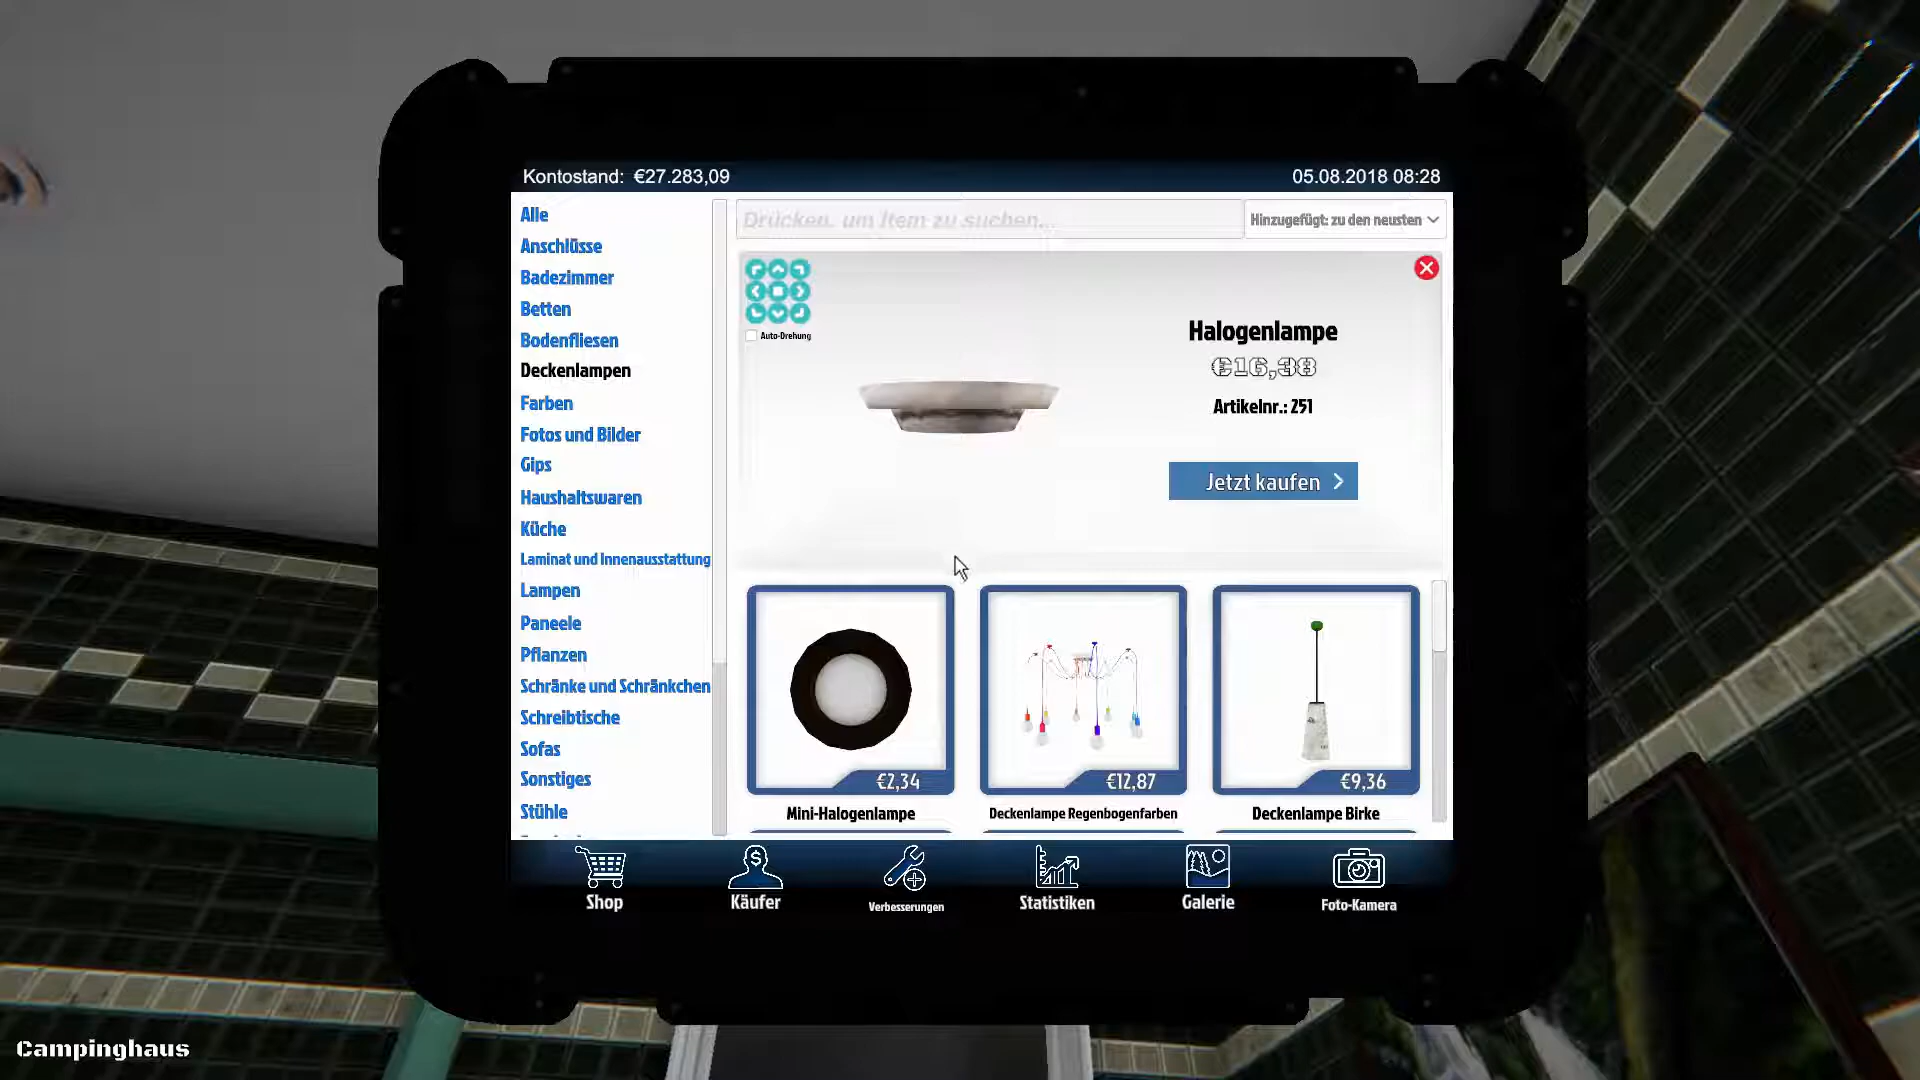 Kontostand: €27.283,09
05.08.2018 08:28
Alle
Anschlüsse
Badezimmer
Betten
Bodenfliesen
Deckenlampen
Farben
Fotos und Bilder
Gips
Haushaltswaren
Küche
Laminat und Innenausstattung
Lampen
Paneele
Pflanzen
Schränke und Schränkchen
Schreibtische
Sofas
Sonstiges
Stühle
Drücken, um Item zu suchen...
Hinzugefügt: zu den neusten
Auto-Drehung
Halogenlampe
€16,38
Artikelnr.: 251
Jetzt kaufen
€2,34
Mini-Halogenlampe
€12,87
Deckenlampe Regenbogenfarben
€9,36
Deckenlampe Birke
Shop
Käufer
Verbesserungen
Statistiken
Galerie
Foto-Kamera
Campinghaus